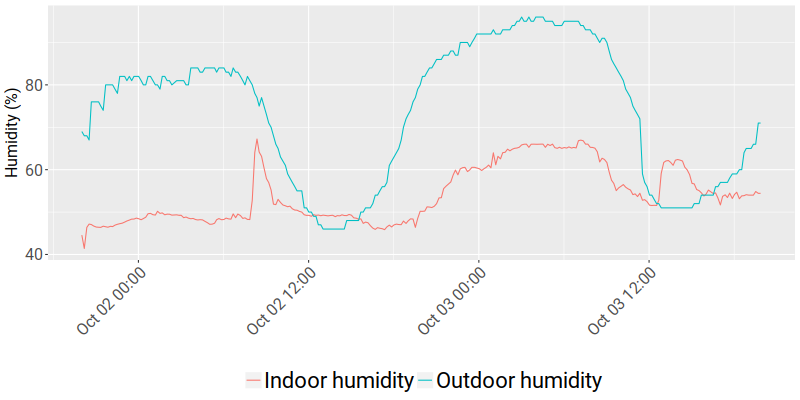 Humidity (%)
80
60
40
Oct 02 00:00
Oct 02 12:00
Oct 03 00:00
Oct 03 12:00
Indoor humidity Outdoor humidity